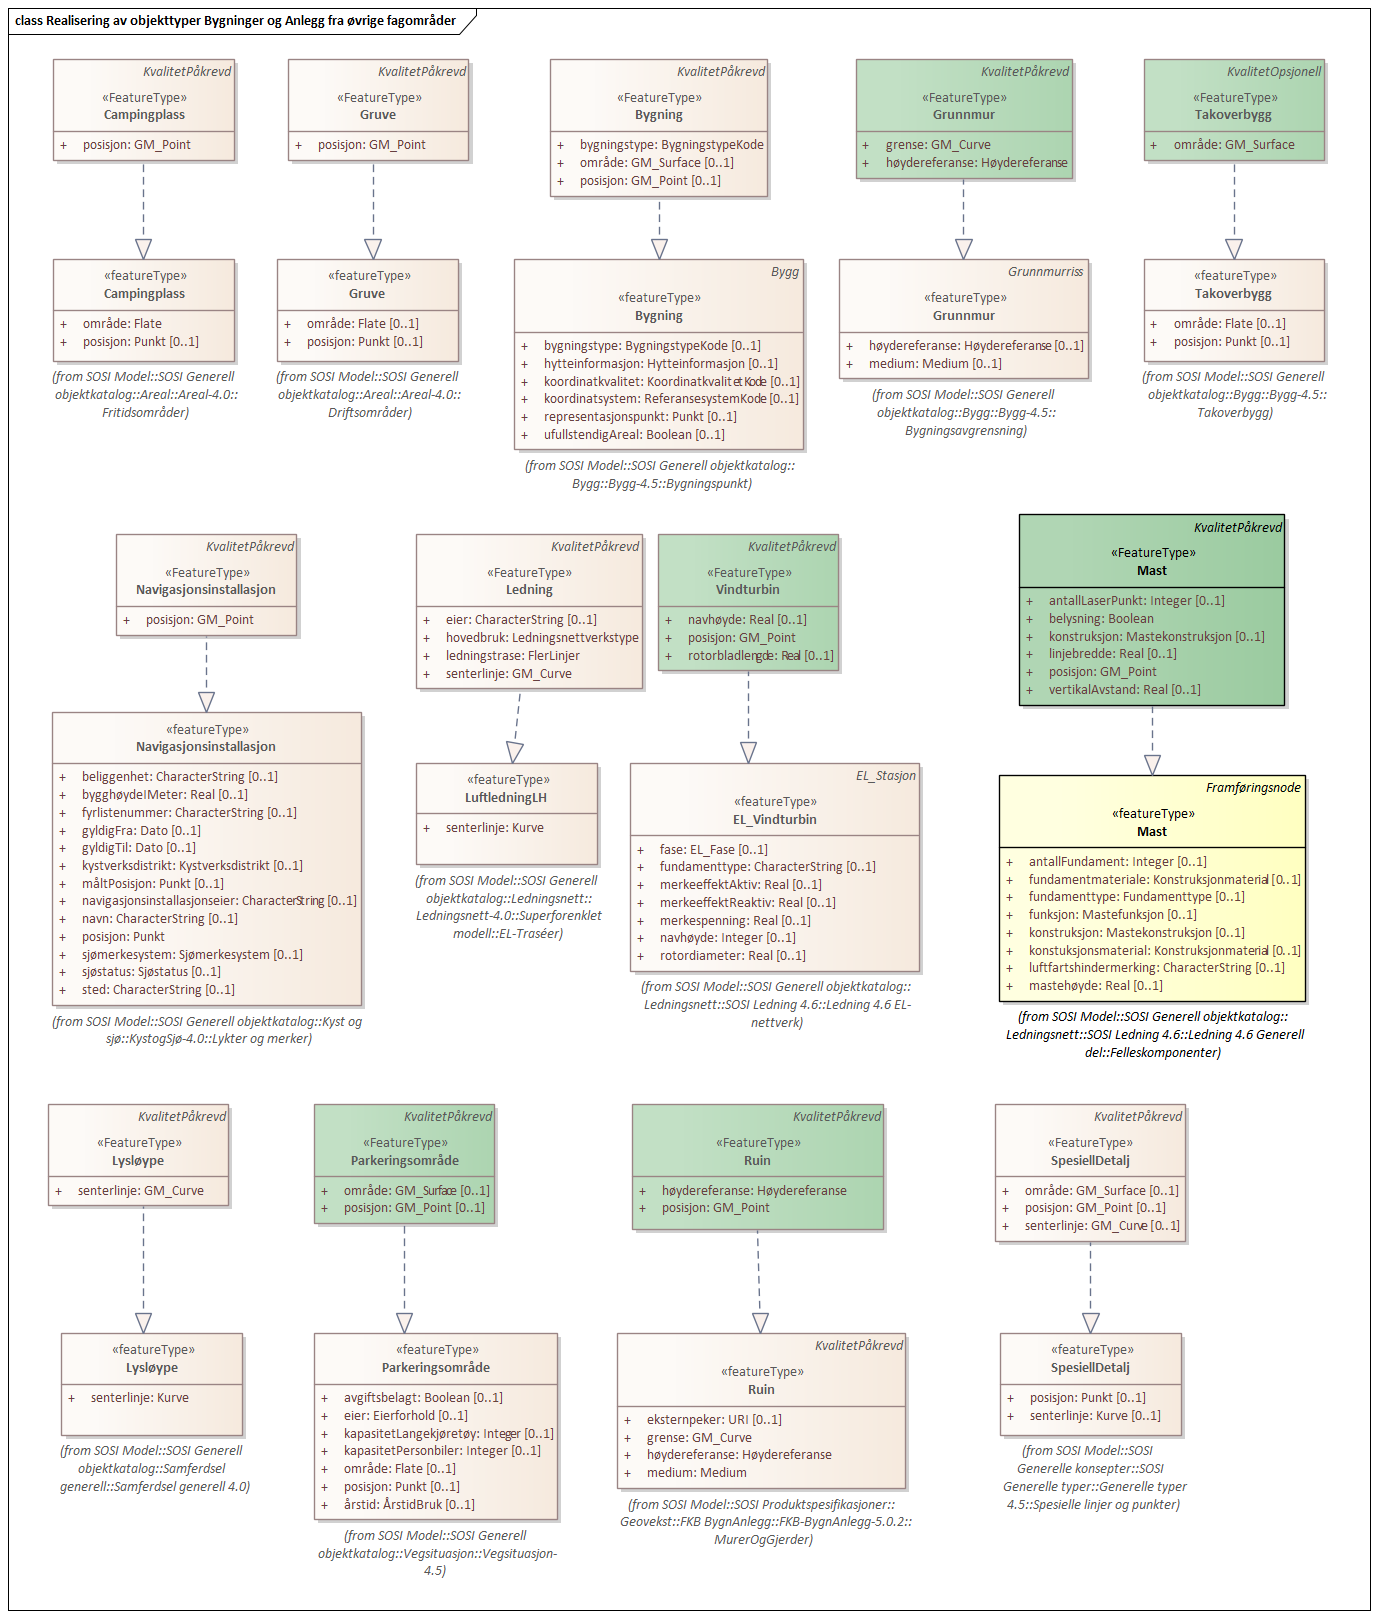 class Realisering av objekttyper Bygninger og Anlegg fra øvrige fagområder
KvalitetPåkrevd
«FeatureType»
Campingplass
+ posisjon: GM_Point
KvalitetPåkrevd
«FeatureType»
Gruve
+ posisjon: GM_Point
KvalitetPåkrevd
«FeatureType»
Bygning
+ bygningstype: BygningstypeKode
+ område: GM_Surface [0..1]
+ posisjon: GM_Point [0..1]
KvalitetPåkrevd
«FeatureType»
Grunnmur
+ grense: GM_Curve
+ høydereferanse: Høydereferanse
KvalitetOpsjonell
«FeatureType»
Takoverbygg
+ område: GM_Surface
«featureType»
Campingplass
+ område: Flate
+ posisjon: Punkt [0..1]
(from SOSI Model::SOSI Generell
objektkatalog::Areal::Areal-4.0::
Fritidsområder)
«featureType»
Gruve
+ område: Flate [0..1]
+ posisjon: Punkt [0..1]
(from SOSI Model::SOSI Generell
objektkatalog::Areal::Areal-4.0::
Driftsområder)
Bygg
«featureType»
Bygning
+ bygningstype: BygningstypeKode [0..1]
+ hytteinformasjon: Hytteinformasjon [0..1]
+ koordinatkvalitet: KoordinatkvalitetKode [0..1]
+ koordinatsystem: ReferansesystemKode [0..1]
+ representasjonspunkt: Punkt [0..1]
+ ufullstendigAreal: Boolean [0..1]
(from SOSI Model::SOSI Generell objektkatalog::
Bygg::Bygg-4.5::Bygningspunkt)
Grunnmurriss
«featureType»
Grunnmur
+ høydereferanse: Høydereferanse [0..1]
+ medium: Medium [0..1]
(from SOSI Model::SOSI Generell
objektkatalog::Bygg::Bygg-4.5::
Bygningsavgrensning)
«featureType»
Takoverbygg
+ område: Flate [0..1]
+ posisjon: Punkt [0..1]
(from SOSI Model::SOSI Generell
objektkatalog::Bygg::Bygg-4.5::
Takoverbygg)
KvalitetPåkrevd
«FeatureType»
Navigasjonsinstallasjon
+ posisjon: GM_Point
KvalitetPåkrevd
«FeatureType»
Ledning
+ eier: CharacterString [0..1]
+ hovedbruk: Ledningsnettverkstype
+ ledningstrase: FlerLinjer
+ senterlinje: GM_Curve
KvalitetPåkrevd
«FeatureType»
Vindturbin
+ navhøyde: Real [0..1]
+ posisjon: GM_Point
+ rotorbladlengde: Real [0..1]
KvalitetPåkrevd
«FeatureType»
Mast
+ antallLaserPunkt: Integer [0..1]
+ belysning: Boolean
+ konstruksjon: Mastekonstruksjon [0..1]
+ linjebredde: Real [0..1]
+ posisjon: GM_Point
+ vertikalAvstand: Real [0..1]
«featureType»
Navigasjonsinstallasjon
+ beliggenhet: CharacterString [0..1]
+ bygghøydeIMeter: Real [0..1]
+ fyrlistenummer: CharacterString [0..1]
+ gyldigFra: Dato [0..1]
+ gyldigTil: Dato [0..1]
+ kystverksdistrikt: Kystverksdistrikt [0..1]
+ måltPosisjon: Punkt [0..1]
+ navigasjonsinstallasjonseier: CharacterString [0..1]
+ navn: CharacterString [0..1]
+ posisjon: Punkt
+ sjømerkesystem: Sjømerkesystem [0..1]
+ sjøstatus: Sjøstatus [0..1]
+ sted: CharacterString [0..1]
(from SOSI Model::SOSI Generell objektkatalog::Kyst og
sjø::KystogSjø-4.0::Lykter og merker)
«featureType»
LuftledningLH
+ senterlinje: Kurve
(from SOSI Model::SOSI Generell
objektkatalog::Ledningsnett::
Ledningsnett-4.0::Superforenklet
modell::EL-Traséer)
EL_Stasjon
«featureType»
EL_Vindturbin
+ fase: EL_Fase [0..1]
+ fundamenttype: CharacterString [0..1]
+ merkeeffektAktiv: Real [0..1]
+ merkeeffektReaktiv: Real [0..1]
+ merkespenning: Real [0..1]
+ navhøyde: Integer [0..1]
+ rotordiameter: Real [0..1]
(from SOSI Model::SOSI Generell objektkatalog::
Ledningsnett::SOSI Ledning 4.6::Ledning 4.6 EL-
nettverk)
Framføringsnode
«featureType»
Mast
+ antallFundament: Integer [0..1]
+ fundamentmateriale: Konstruksjonmaterial [0..1]
+ fundamenttype: Fundamenttype [0..1]
+ funksjon: Mastefunksjon [0..1]
+ konstruksjon: Mastekonstruksjon [0..1]
+ konstuksjonsmaterial: Konstruksjonmaterial [0..1]
+ luftfartshindermerking: CharacterString [0..1]
+ mastehøyde: Real [0..1]
(from SOSI Model::SOSI Generell objektkatalog::
Ledningsnett::SOSI Ledning 4.6::Ledning 4.6 Generell
del::Felleskomponenter)
KvalitetPåkrevd
«FeatureType»
Lysløype
+ senterlinje: GM_Curve
KvalitetPåkrevd
«FeatureType»
Parkeringsområde
+ område: GM_Surface [0..1]
+ posisjon: GM_Point [0..1]
KvalitetPåkrevd
«FeatureType»
Ruin
+ høydereferanse: Høydereferanse
+ posisjon: GM_Point
KvalitetPåkrevd
«FeatureType»
SpesiellDetalj
+ område: GM_Surface [0..1]
+ posisjon: GM_Point [0..1]
+ senterlinje: GM_Curve [0..1]
«featureType»
Lysløype
+ senterlinje: Kurve
(from SOSI Model::SOSI Generell
objektkatalog::Samferdsel
generell::Samferdsel generell 4.0)
«featureType»
Parkeringsområde
+ avgiftsbelagt: Boolean [0..1]
+ eier: Eierforhold [0..1]
+ kapasitetLangekjøretøy: Integer [0..1]
+ kapasitetPersonbiler: Integer [0..1]
+ område: Flate [0..1]
+ posisjon: Punkt [0..1]
+ årstid: ÅrstidBruk [0..1]
(from SOSI Model::SOSI Generell
objektkatalog::Vegsituasjon::Vegsituasjon-
4.5)
KvalitetPåkrevd
«featureType»
Ruin
+ eksternpeker: URI [0..1]
+ grense: GM_Curve
+ høydereferanse: Høydereferanse
+ medium: Medium
(from SOSI Model::SOSI Produktspesifikasjoner::
Geovekst::FKB BygnAnlegg::FKB-BygnAnlegg-5.0.2::
MurerOgGjerder)
«featureType»
SpesiellDetalj
+ posisjon: Punkt [0..1]
+ senterlinje: Kurve [0..1]
(from SOSI Model::SOSI
Generelle konsepter::SOSI
Generelle typer::Generelle typer
4.5::Spesielle linjer og punkter)